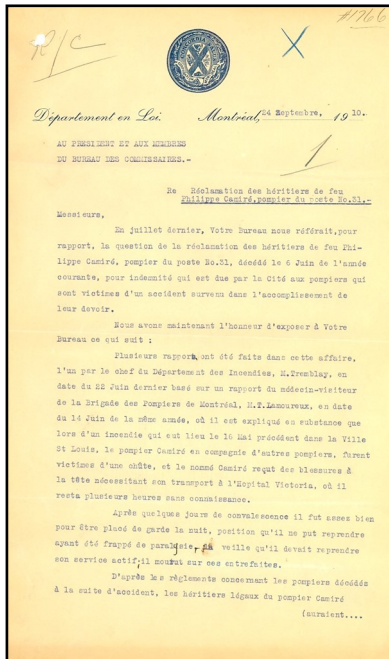 R/C
#1766
X
Département en Loi. Montréal, 24 Septembre, 1910.
1
AU PRESIDENT ET AUX MEMBRES
DU BUREAU DES COMMISSAIRES.-
Re Réclamation des héritiers de feu
Philippe Camiré,pompier du poste No.31.-
Messieurs,
En juillet dernier, Votre Bureau nous référait,pour
rapport, la question de la réclamation des héritiers de feu Phi-
lippe Camiré, pompier du poste No.31, décédé le 6 Juin de l'année
courante, pour indemnité qui est due par la Cité aux pompiers qui
sont victimes d'un accident survenu dans l'accomplissement de
leur devoir.
Nous avons maintenant l'honneur d'exposer à Votre
Bureau ce qui suit :
Plusieurs rapports ont été faits dans cette affaire,
l'un par le chef du Département des Incendies, M.Tremblay, en
date du 22 Juin dernier basé sur un rapport du médecin-visiteur
de la Brigade des Pompiers de Montréal, M.T.Lamoureux, en date
du 14 Juin de la même année, où il est expliqué en substance que
lors d'un incendie qui eut lieu le 16 Mai précédent dans la Ville
St Louis, le pompier Camiré en compagnie d'autres pompiers, furent
victimes d'une chûte, et le nommé Camiré reçut des blessures à
la tête nécessitant son transport à l'Hopital Victoria, où il
resta plusieurs heures sans connaissance.
Après quelques jours de convalescence il fut asses bien
pour être placé de garde la nuit, position qu'il ne put reprendre
ayant été frappé de paralysie, la veille qu'il devait reprendre
son service actif; il mourut sur ces entrefaites.
D'après les règlements concernant les pompiers décédés
à la suite d'accident, les héritiers légaux du pompier Camiré
(auraient....